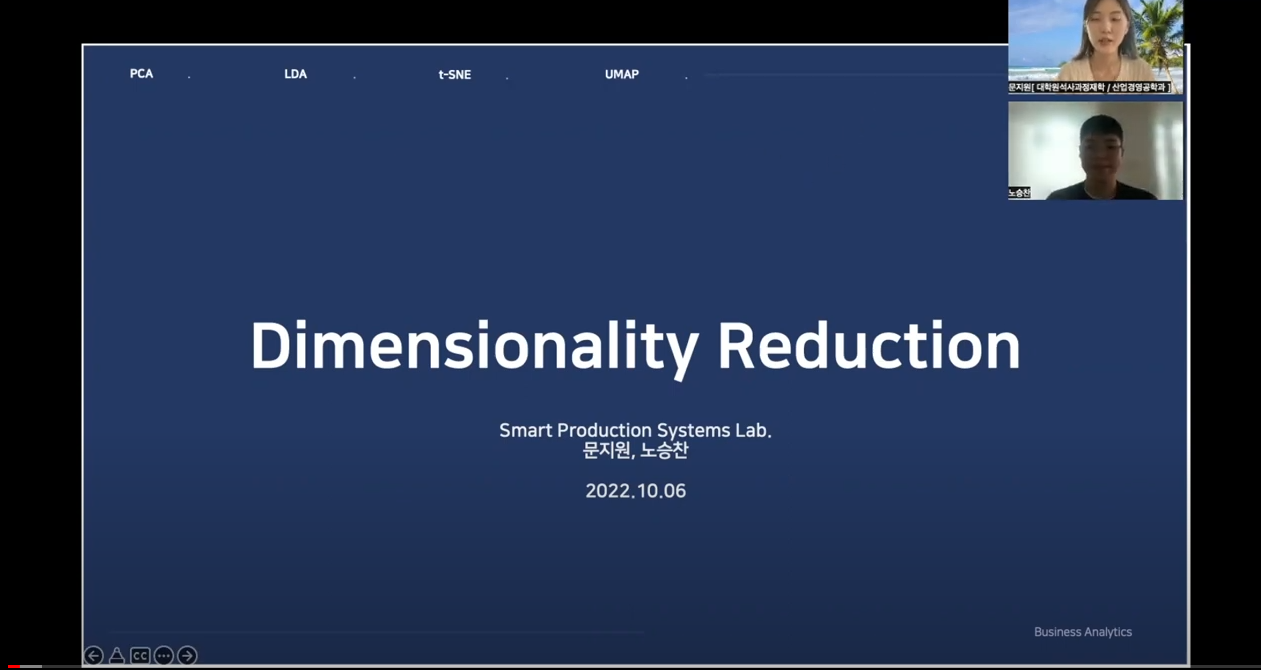 PCA . LDA . t-SNE . UMAP .
문지원[ 대학원석사과정재학 / 산업경영공학과 ]
노승찬
Dimensionality Reduction
Smart Production Systems Lab.
문지원, 노승찬
2022.10.06
Business Analytics
CC